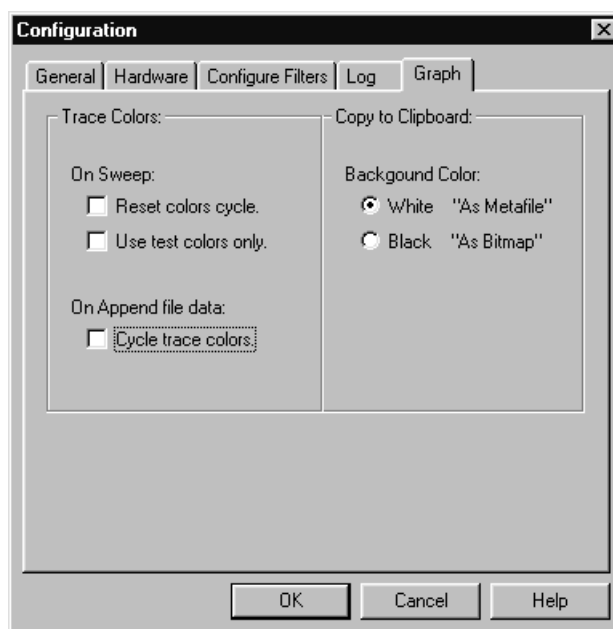 Configuration
General Hardware Configure Filters Log Graph
Trace Colors:
On Sweep:
Reset colors cycle.
Use test colors only.
On Append file data:
Cycle trace colors.
Copy to Clipboard:
Backgound Color:
White "As Metafile"
Black "As Bitmap"
OK Cancel Help